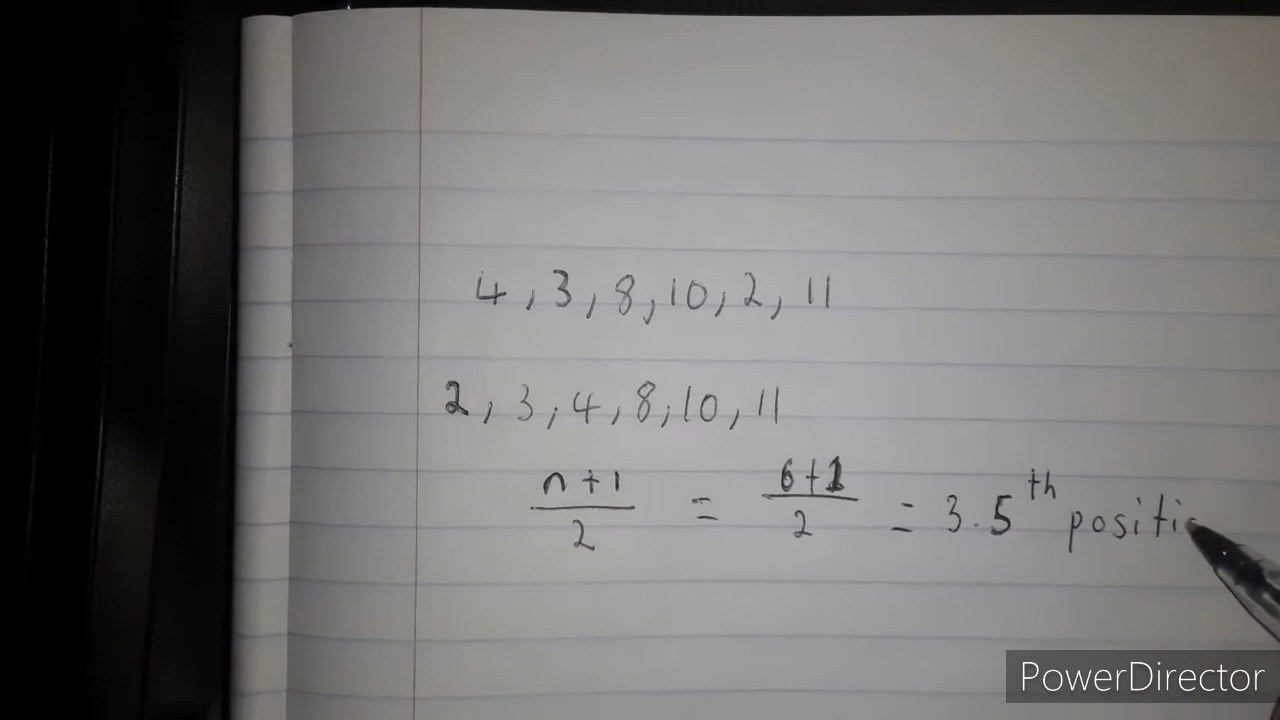 4, 3, 8, 10, 2, 11
2, 3, 4, 8, 10, 11
n+1/2 = 6+1/2 = 3.5th positi
PowerDirector